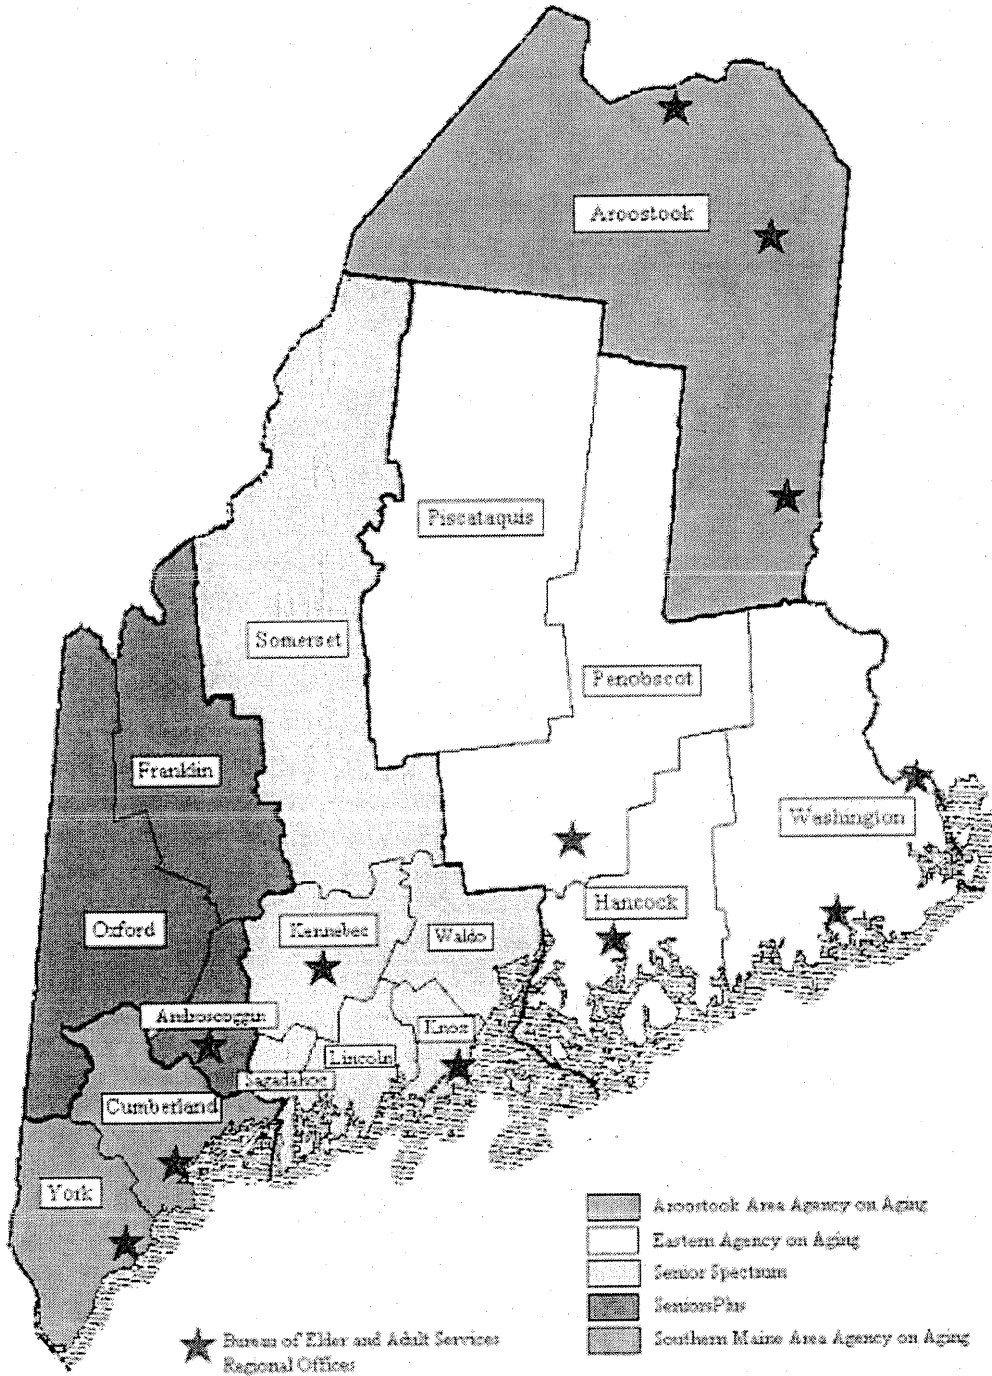 Aroostook
Piscataquis
Somerset
Penobscot
Franklin
Washington
Hancock
Oxford
Kennebec
Waldo
Androscoggin
Knox
Lincoln
Sagadahoc
Cumberland
York
Aroostook Area Agency on Aging
Eastern Agency on Aging
Senior Spectrum
SeniorsPlus
Southern Maine Area Agency on Aging
Bureau of Elder and Adult Services
Regional Offices